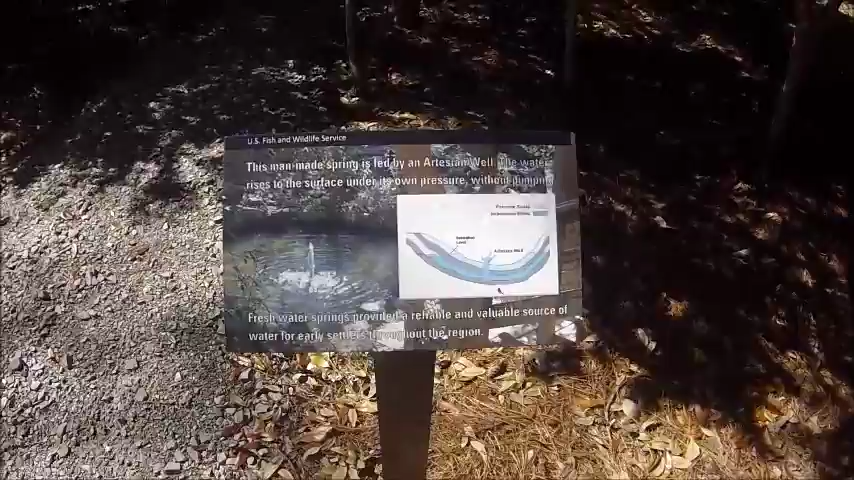 U.S. Fish and Wildlife Service
This man-made spring is fed by an Artesian Well. The water
rises to the surface under its own pressure, without pumping.
Artesian Well
Fresh water springs provided a reliable and valuable source of
water for early settlers throughout the region.